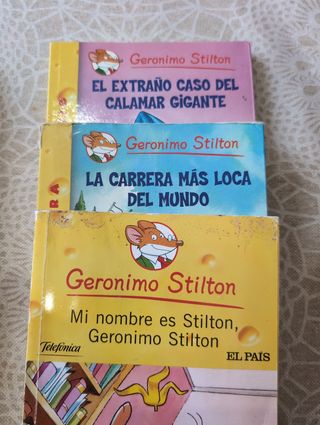 Geronimo Stilton
EL EXTRAÑO CASO DEL
CALAMAR GIGANTE
Geronimo Stilton
LA CARRERA MÁS LOCA
DEL MUNDO
Geronimo Stilton
Mi nombre es Stilton,
Geronimo Stilton
Telefónica
EL PAÍS